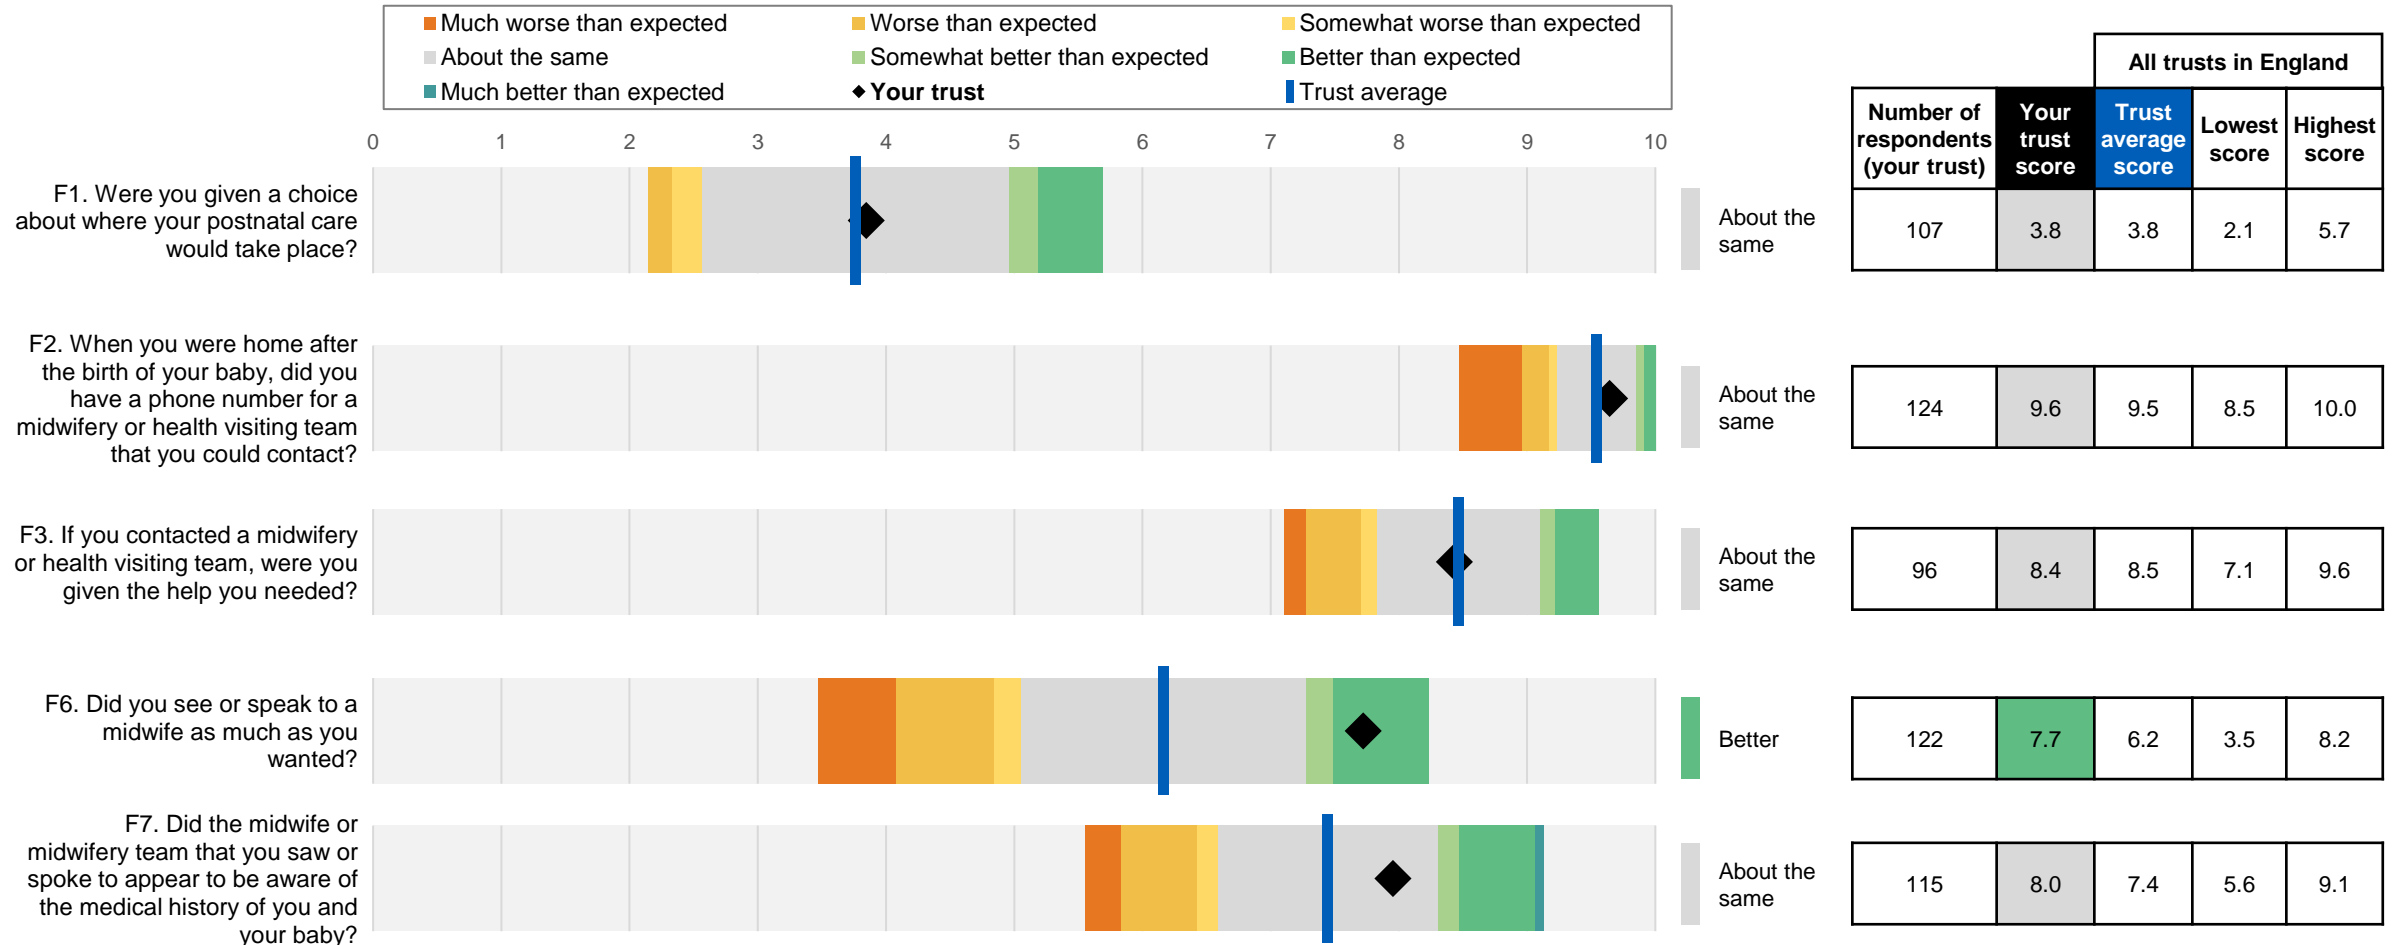 Much worse than expected
Worse than expected
Somewhat worse than expected
About the same
Somewhat better than expected
Better than expected
Much better than expected
Your trust
Trust average
All trusts in England
Number of respondents (your trust)
Your trust score
Trust average score
Lowest score
Highest score
0 1 2 3 4 5 6 7 8 9 10
F1. Were you given a choice
about where your postnatal care
would take place?
About the
same
107 3.8 3.8 2.1 5.7
F2. When you were home after
the birth of your baby, did you
have a phone number for a
midwifery or health visiting team
that you could contact?
About the
same
124 9.6 9.5 8.5 10.0
F3. If you contacted a midwifery
or health visiting team, were you
given the help you needed?
About the
same
96 8.4 8.5 7.1 9.6
F6. Did you see or speak to a
midwife as much as you
wanted?
Better
122 7.7 6.2 3.5 8.2
F7. Did the midwife or
midwifery team that you saw or
spoke to appear to be aware of
the medical history of you and
your baby?
About the
same
115 8.0 7.4 5.6 9.1